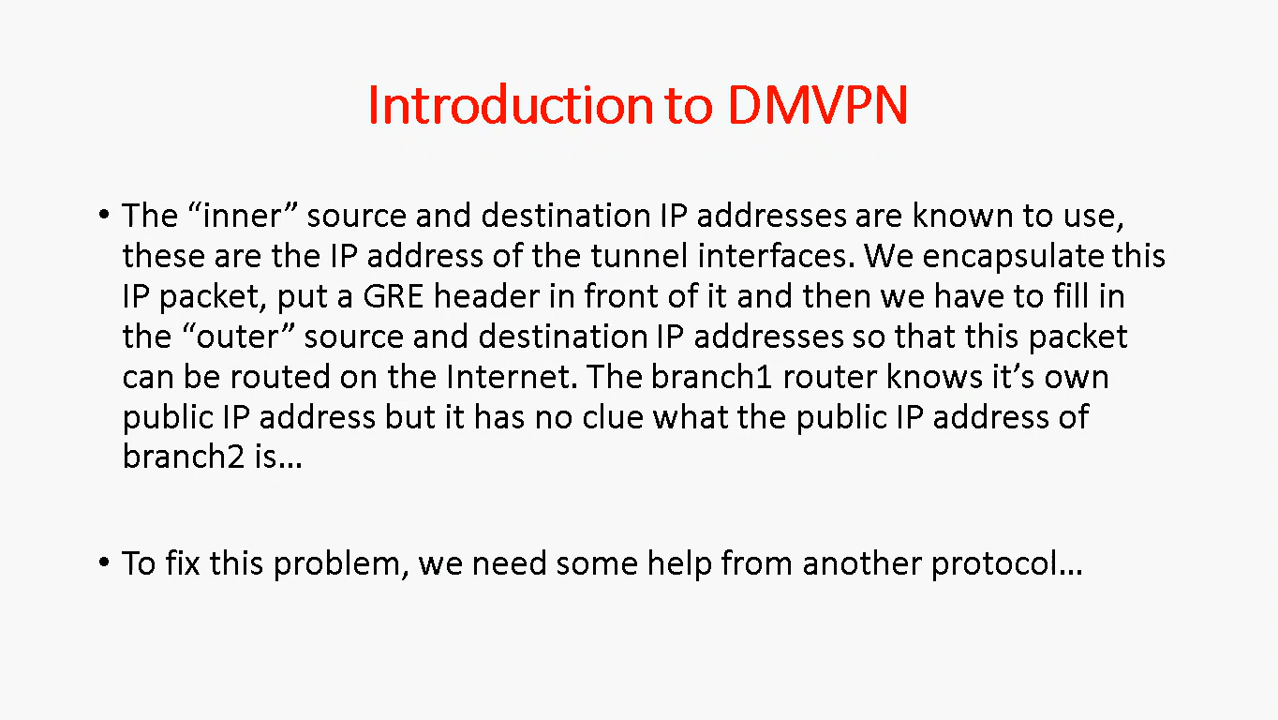 Introduction to DMVPN
• The “inner” source and destination IP addresses are known to use,
these are the IP address of the tunnel interfaces. We encapsulate this
IP packet, put a GRE header in front of it and then we have to fill in
the “outer” source and destination IP addresses so that this packet
can be routed on the Internet. The branch1 router knows it’s own
public IP address but it has no clue what the public IP address of
branch2 is…
• To fix this problem, we need some help from another protocol…